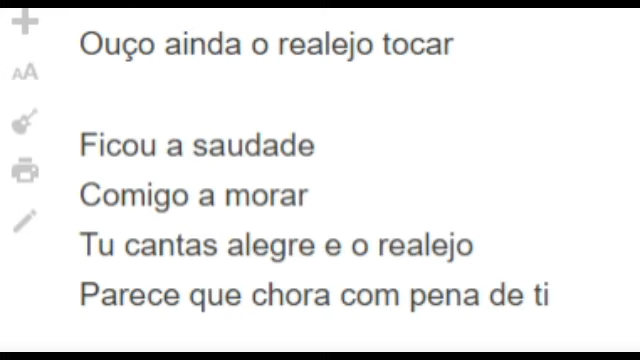 Ouço ainda o realejo tocar
Ficou a saudade
Comigo a morar
Tu cantas alegre e o realejo
Parece que chora com pena de ti